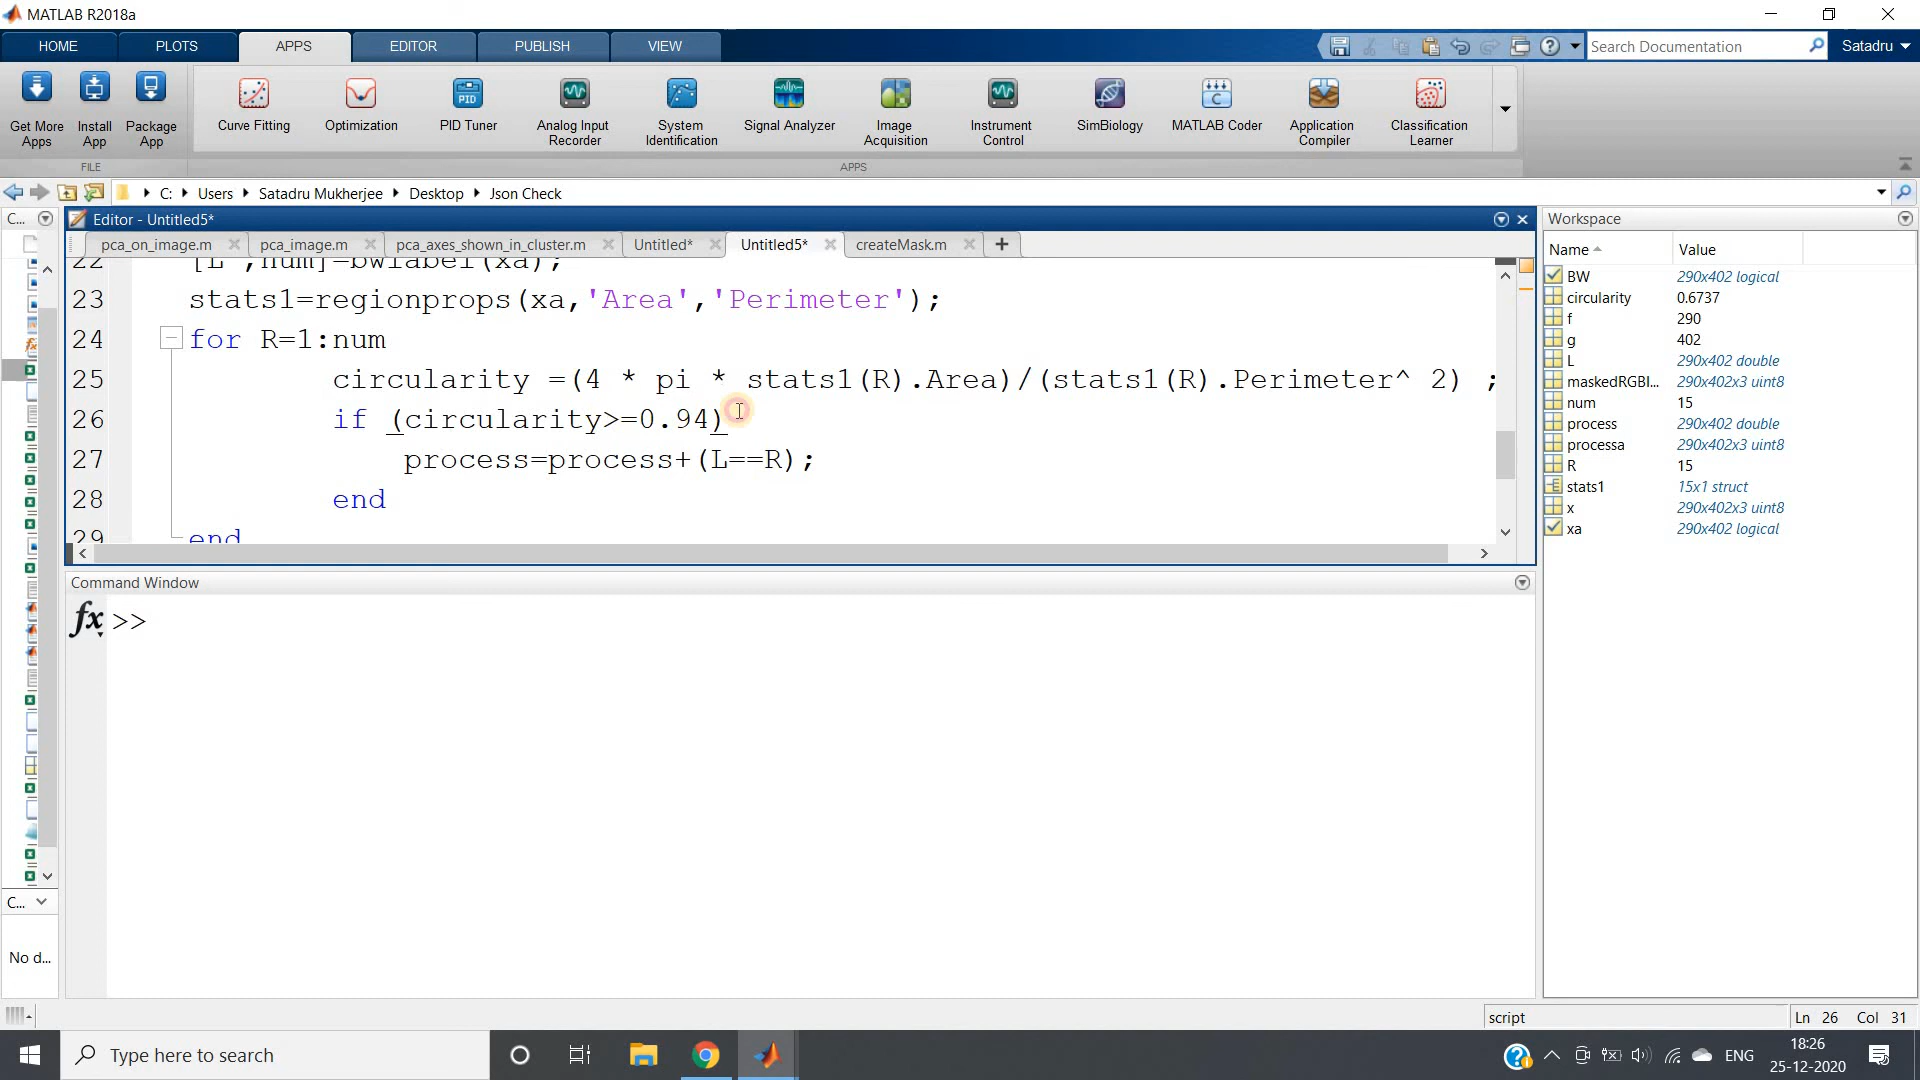 MATLAB R2018a
HOME PLOTS APPS EDITOR PUBLISH VIEW
Search Documentation
Satadru
Get More Apps
Install App
Package App
Curve Fitting
Optimization
PID Tuner
Analog Input Recorder
System Identification
Signal Analyzer
Image Acquisition
Instrument Control
SimBiology
MATLAB Coder
Application Compiler
Classification Learner
FILE
APPS
C: Users Satadru Mukherjee Desktop Json Check
C...
Editor - Untitled5*
pca_on_image.m pca_image.m pca_axes_shown_in_cluster.m Untitled* Untitled5* createMask.m
22 [L ,num]=bwlabel(xa);
23 stats1=regionprops(xa,'Area','Perimeter');
24 for R=1:num
25 circularity =(4 * pi * stats1(R).Area)/(stats1(R).Perimeter^ 2) ;
26 if (circularity>=0.94)
27 process=process+(L==R);
28 end
29 end
Command Window
fx >>
C...
No d...
Workspace
Name Value
BW 290x402 logical
circularity 0.6737
f 290
g 402
L 290x402 double
maskedRGBI... 290x402x3 uint8
num 15
process 290x402 double
processa 290x402x3 uint8
R 15
stats1 15x1 struct
x 290x402x3 uint8
xa 290x402 logical
script
Ln 26 Col 31
Type here to search
ENG
18:26
25-12-2020